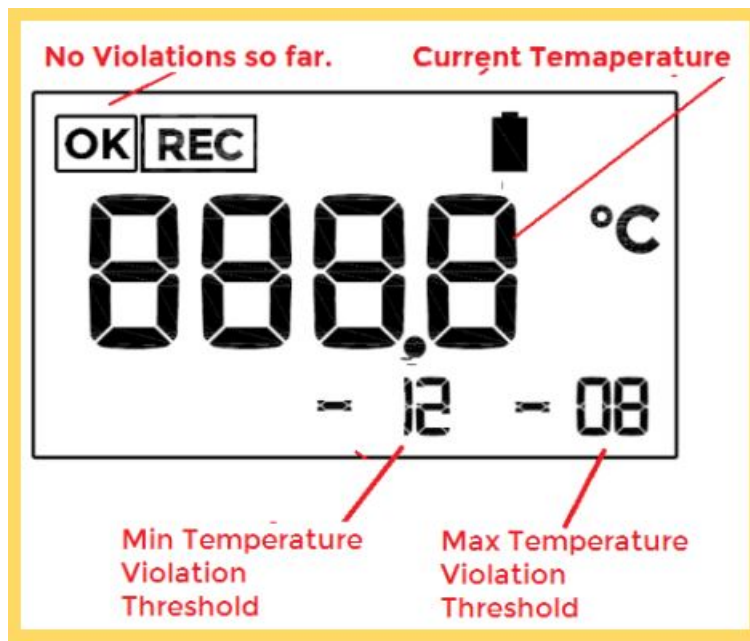 No Violations so far. Current Temaperature
OK REC
888.8 °C
- 12 - 08
Min Temperature Max Temperature
Violation Violation
Threshold Threshold